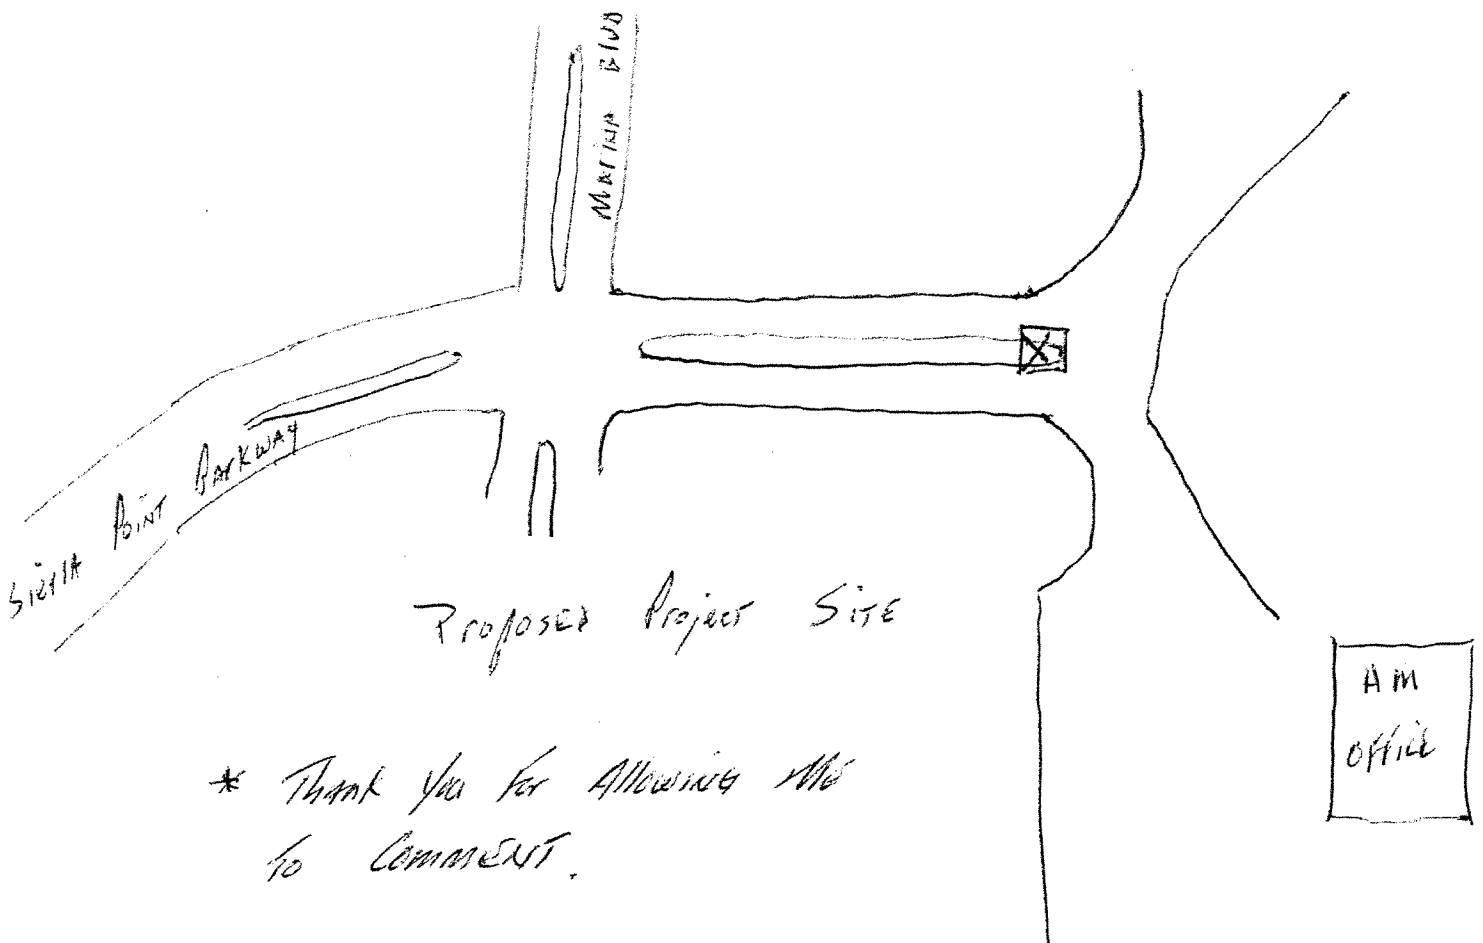 Marina Blvd
Sierra Point Parkway
Proposed Project Site
AM
Office
* Thank You For Allowing Me
To Comment.